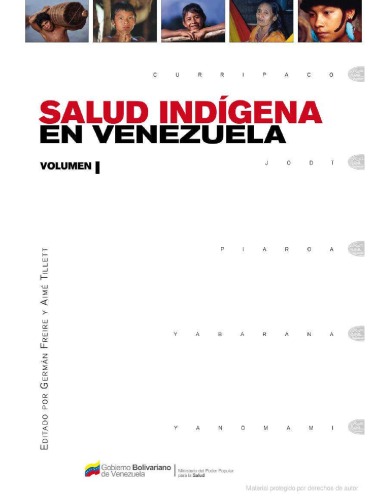 CURRIPACO
SALUD INDÍGENA
EN VENEZUELA
VOLUMEN I
JODÏ
PIAROA
YABARANA
YANOMAMI
EDITADO POR GERMÁN FREIRE Y AIMÉ TILLETT
Gobierno Bolivariano
de Venezuela
Ministerio del Poder Popular
para la Salud
Material protegido por derechos de autor